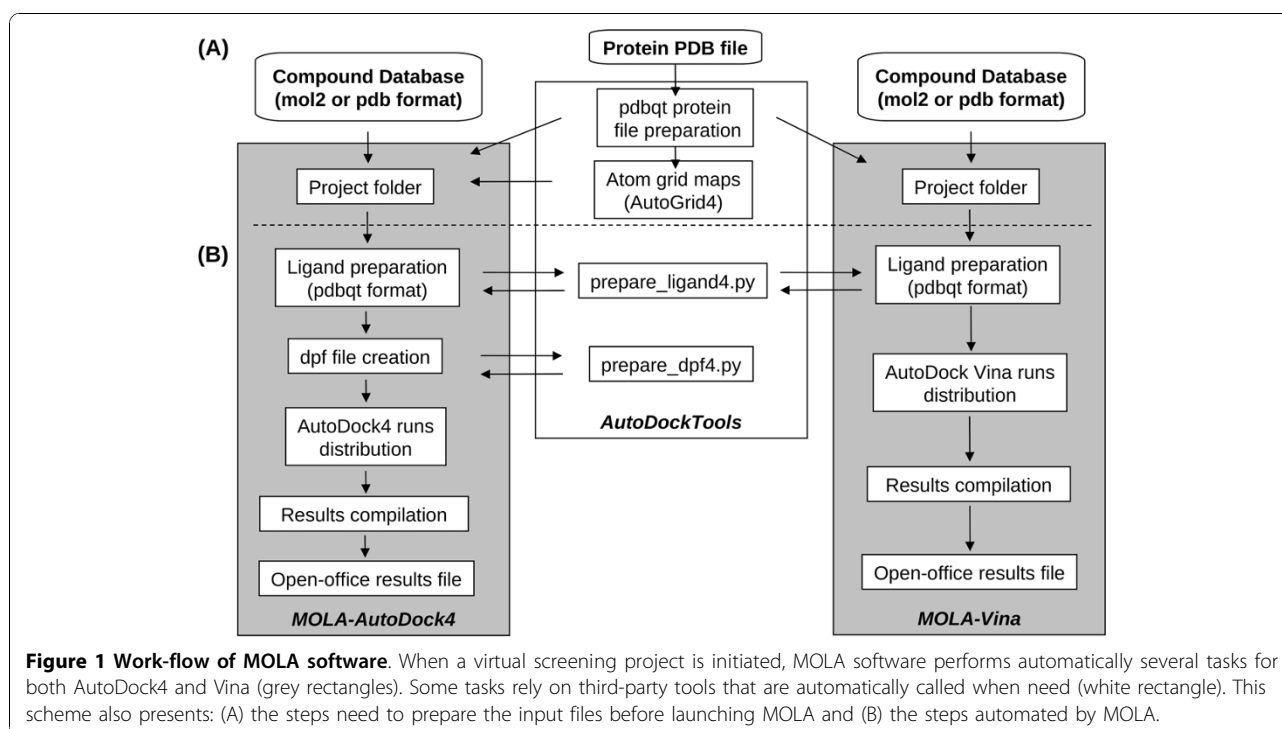 (A)
Protein PDB file
Compound Database
(mol2 or pdb format)
Compound Database
(mol2 or pdb format)
pdbqt protein
file preparation
Project folder
Atom grid maps
(AutoGrid4)
Project folder
(B)
Ligand preparation
(pdbqt format)
prepare_ligand4.py
Ligand preparation
(pdbqt format)
dpf file creation
prepare_dpf4.py
AutoDock Vina runs
distribution
AutoDockTools
AutoDock4 runs
distribution
Results compilation
Results compilation
Open-office results file
Open-office results file
MOLA-AutoDock4
MOLA-Vina
Figure 1 Work-flow of MOLA software. When a virtual screening project is initiated, MOLA software performs automatically several tasks for
both AutoDock4 and Vina (grey rectangles). Some tasks rely on third-party tools that are automatically called when need (white rectangle). This
scheme also presents: (A) the steps need to prepare the input files before launching MOLA and (B) the steps automated by MOLA.